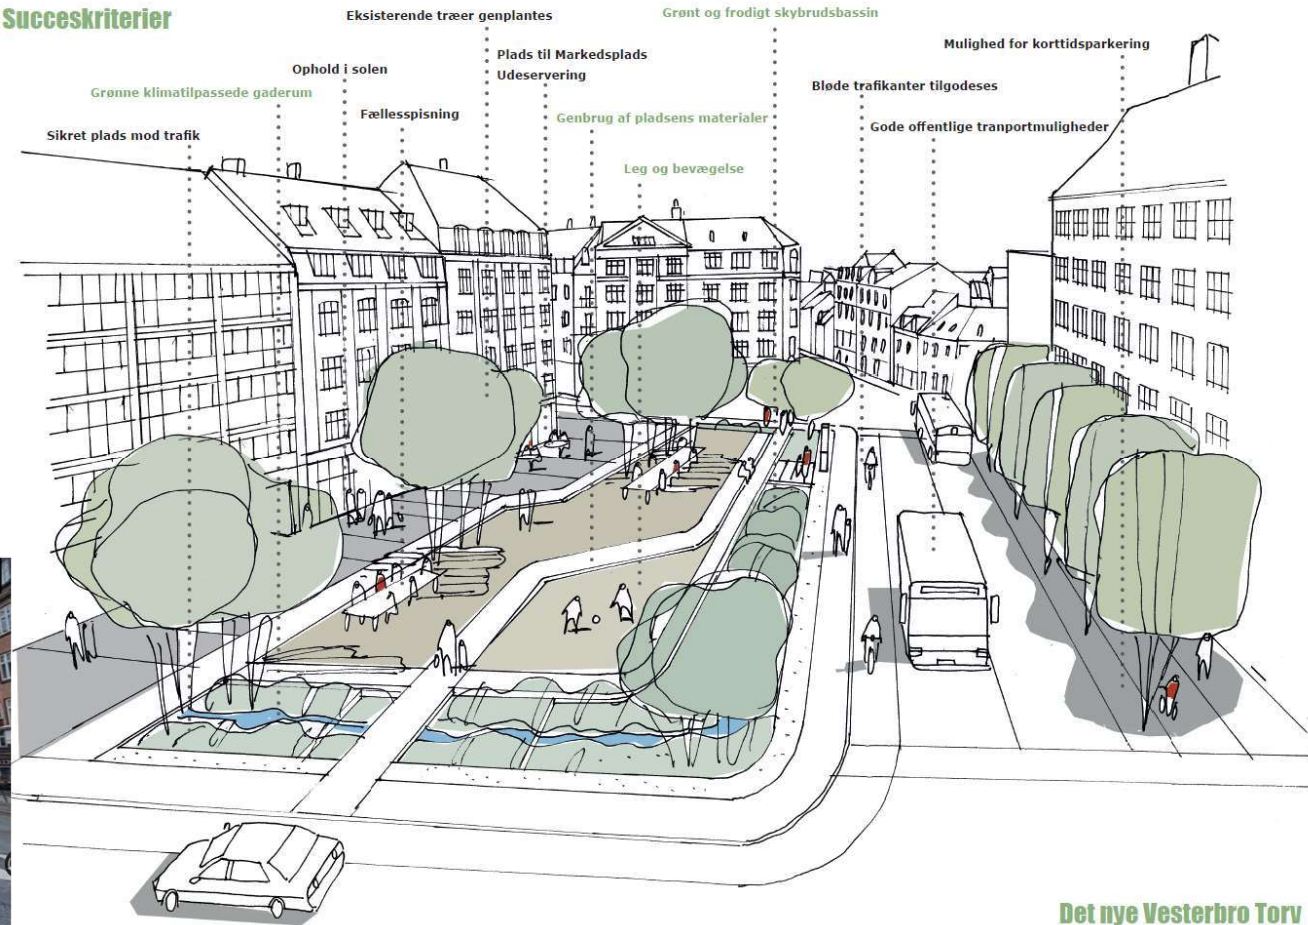 Succeskriterier
Eksisterende træer genplantes
Grønt og frodigt skybrudsbassin
Mulighed for korttidsparkering
Plads til Markedsplads
Udeservering
Ophold i solen
Bløde trafikanter tilgodeses
Grønne klimatilpassede gaderum
Fællesspisning
Genbrug af pladsens materialer
Gode offentlige tranportmuligheder
Sikret plads mod trafik
Leg og bevægelse
Det nye Vesterbro Torv